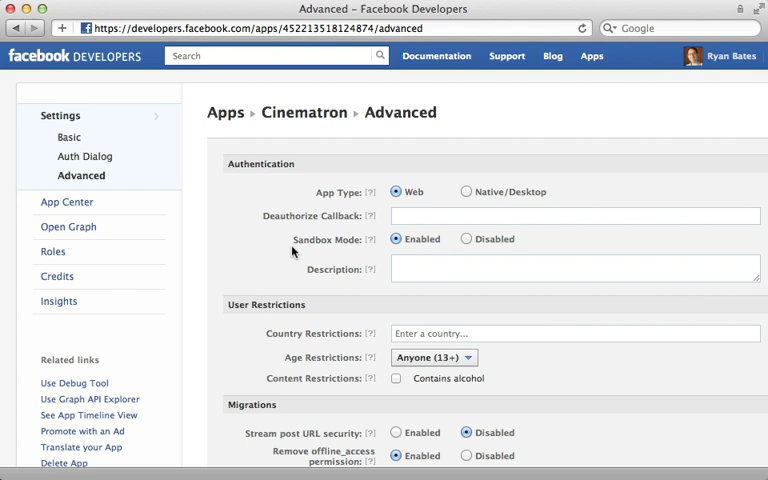 Advanced – Facebook Developers
https://developers.facebook.com/apps/452213518124874/advanced
Google
facebook DEVELOPERS
Search
Documentation Support Blog Apps
Ryan Bates
Settings
Basic
Auth Dialog
Advanced
App Center
Open Graph
Roles
Credits
Insights
Related links
Use Debug Tool
Use Graph API Explorer
See App Timeline View
Promote with an Ad
Translate your App
Delete App
Apps ▸ Cinematron ▸ Advanced
Authentication
App Type: [?] Web Native/Desktop
Deauthorize Callback: [?]
Sandbox Mode: [?] Enabled Disabled
Description: [?]
User Restrictions
Country Restrictions: [?] Enter a country...
Age Restrictions: [?] Anyone (13+)
Content Restrictions: [?] Contains alcohol
Migrations
Stream post URL security: [?] Enabled Disabled
Remove offline_access
permission: [?] Enabled Disabled